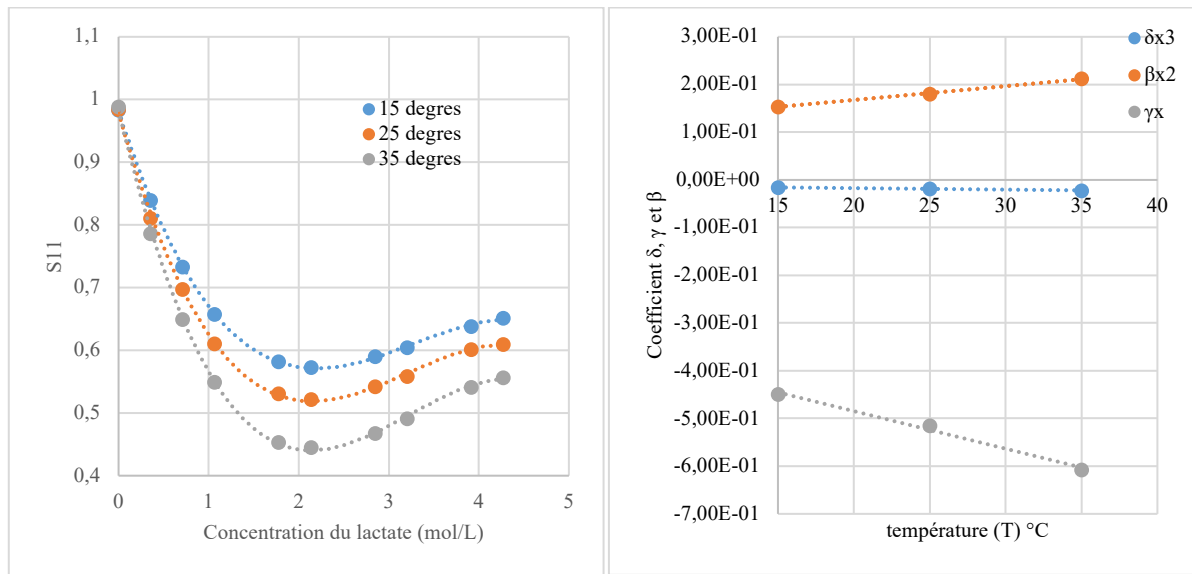 1,1
1
0,9
0,8
0,7
0,6
0,5
0,4
S11
0 1 2 3 4 5
Concentration du lactate (mol/L)
15 degres
25 degres
35 degres
3,00E-01
2,00E-01
1,00E-01
0,00E+00
-1,00E-01
-2,00E-01
-3,00E-01
-4,00E-01
-5,00E-01
-6,00E-01
-7,00E-01
Coefficient δ, γ et β
15 20 25 30 35 40
température (T) °C
δx3
βx2
γx